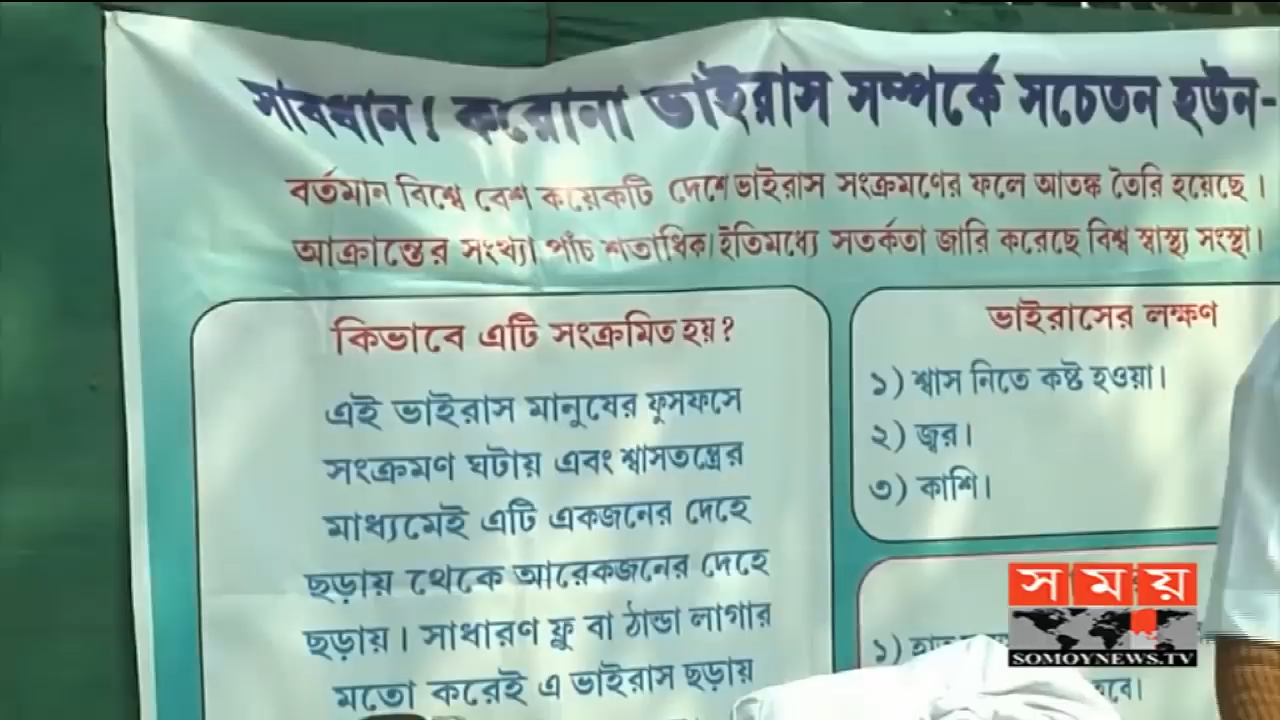 সাবধান! করোনা ভাইরাস সম্পর্কে সচেতন হউন-
বর্তমান বিশ্বে বেশ কয়েকটি দেশে ভাইরাস সংক্রমণের ফলে আতঙ্ক তৈরি হয়েছে।
আক্রান্তের সংখ্যা পাঁচ শতাধিক। ইতিমধ্যে সতর্কতা জারি করেছে বিশ্ব স্বাস্থ্য সংস্থা।
কিভাবে এটি সংক্রমিত হয়?
এই ভাইরাস মানুষের ফুসফসে
সংক্রমণ ঘটায় এবং শ্বাসতন্ত্রের
মাধ্যমেই এটি একজনের দেহে
ছড়ায় থেকে আরেকজনের দেহে
ছড়ায়। সাধারণ ফ্লু বা ঠান্ডা লাগার
মতো করেই এ ভাইরাস ছড়ায়
ভাইরাসের লক্ষণ
১) শ্বাস নিতে কষ্ট হওয়া।
২) জ্বর।
৩) কাশি।
১)
সময়
SOMOYNEWS.TV